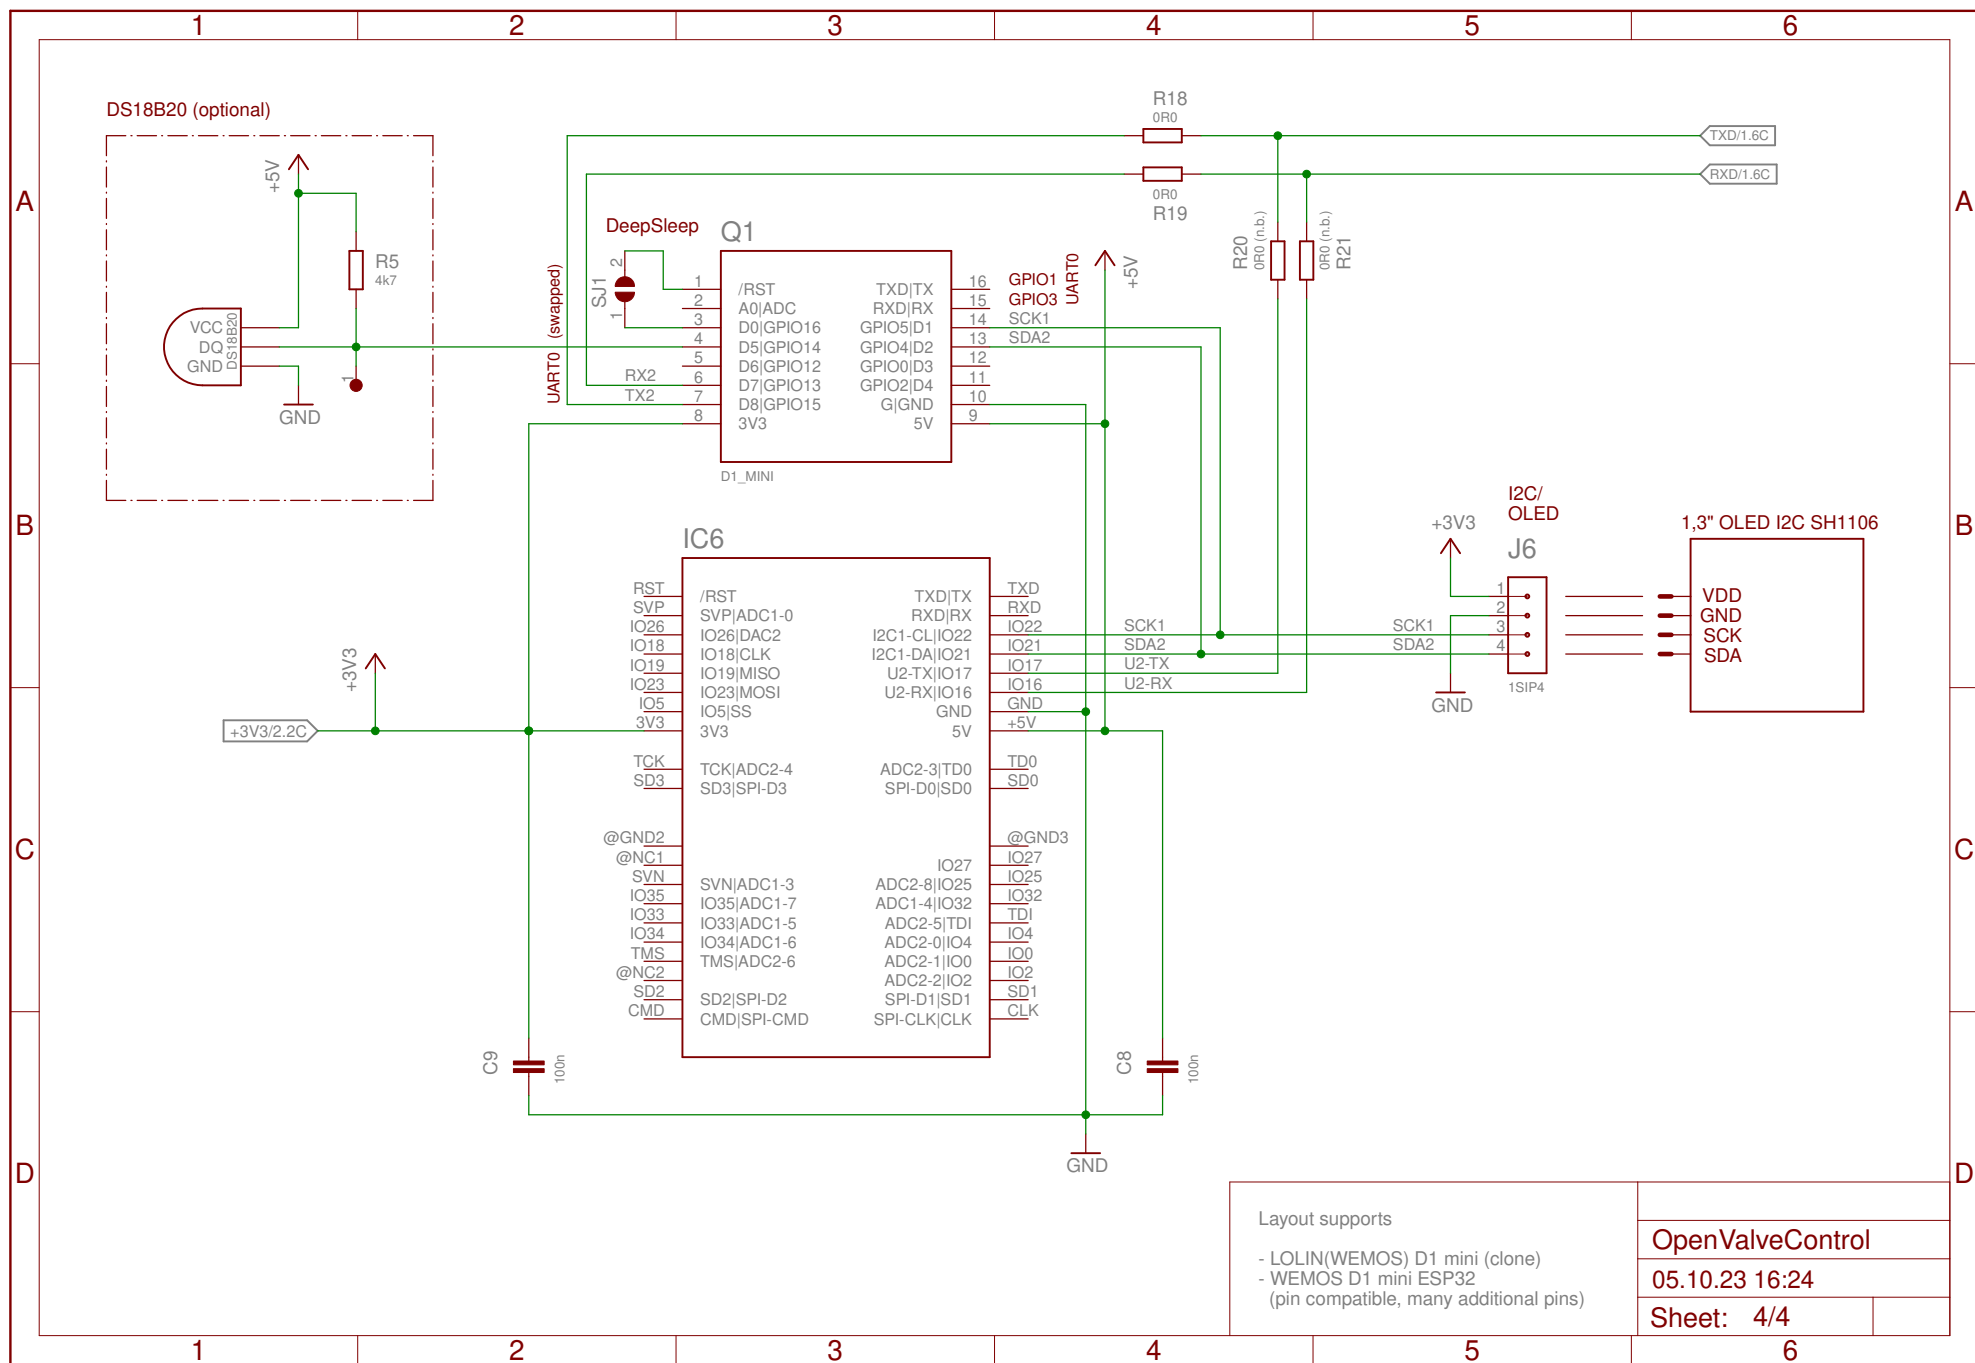 1 2 3 4 5 6
A
B
C
D
A
B
C
D
DS18B20 (optional)
+5V
R5
4k7
VCC
DQ
GND
DS18B20
1
GND
R18
0R0
0R0
R19
TXD/1.6C
RXD/1.6C
R20
0R0 (n.b.)
0R0 (n.b.)
R21
DeepSleep
SJ1
2
1
UART0 (swapped)
RX2
TX2
Q1
1 /RST
2 A0|ADC
3 D0|GPIO16
4 D5|GPIO14
5 D6|GPIO12
6 D7|GPIO13
7 D8|GPIO15
8 3V3
TXD|TX 16 GPIO1
RXD|RX 15 GPIO3
GPIO5|D1 14 SCK1
GPIO4|D2 13 SDA2
GPIO0|D3 12
GPIO2|D4 11
G|GND 10
5V 9
UART0
+5V
D1_MINI
IC6
RST /RST
SVP SVP|ADC1-0
IO26 IO26|DAC2
IO18 IO18|CLK
IO19 IO19|MISO
IO23 IO23|MOSI
IO5 IO5|SS
3V3 3V3
TCK TCK|ADC2-4
SD3 SD3|SPI-D3
@GND2
@NC1
SVN SVN|ADC1-3
IO35 IO35|ADC1-7
IO33 IO33|ADC1-5
IO34 IO34|ADC1-6
TMS TMS|ADC2-6
@NC2
SD2 SD2|SPI-D2
CMD CMD|SPI-CMD
TXD|TX TXD
RXD|RX RXD
I2C1-CL|IO22 IO22 SCK1 SCK1
I2C1-DA|IO21 IO21 SDA2 SDA2
U2-TX|IO17 IO17 U2-TX
U2-RX|IO16 IO16 U2-RX
GND GND
5V +5V
ADC2-3|TD0 TD0
SPI-D0|SD0 SD0
@GND3
IO27 IO27
ADC2-8|IO25 IO25
ADC1-4|IO32 IO32
ADC2-5|TDI TDI
ADC2-0|IO4 IO4
ADC2-1|IO0 IO0
ADC2-2|IO2 IO2
SPI-D1|SD1 SD1
SPI-CLK|CLK CLK
+3V3
+3V3/2.2C
C9
100n
C8
100n
GND
+3V3
I2C/
OLED
J6
1
2
3
4
1SIP4
GND
1,3" OLED I2C SH1106
VDD
GND
SCK
SDA
Layout supports
- LOLIN(WEMOS) D1 mini (clone)
- WEMOS D1 mini ESP32
(pin compatible, many additional pins)
OpenValveControl
05.10.23 16:24
Sheet: 4/4
1 2 3 4 5 6